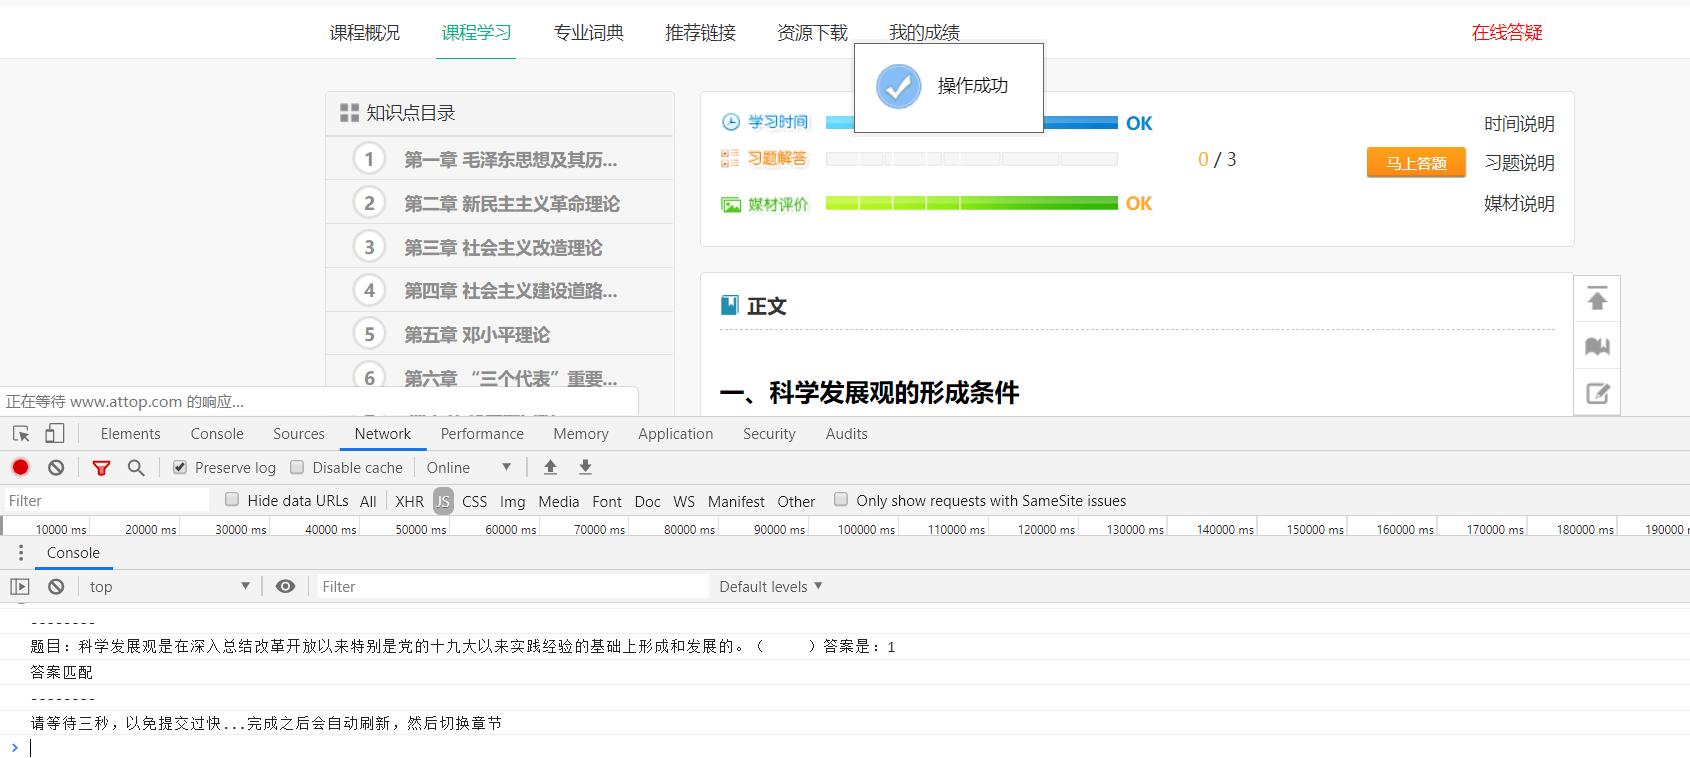 课程概况 课程学习 专业词典 推荐链接 资源下载 我的成绩 在线答疑
操作成功
知识点目录
1 第一章 毛泽东思想及其历...
2 第二章 新民主主义革命理论
3 第三章 社会主义改造理论
4 第四章 社会主义建设道路...
5 第五章 邓小平理论
6 第六章 “三个代表”重要...
学习时间 OK 时间说明
习题解答 0 / 3 马上答题 习题说明
媒材评价 OK 媒材说明
正文
一、科学发展观的形成条件
正在等待 www.attop.com 的响应...
Elements Console Sources Network Performance Memory Application Security Audits
Preserve log Disable cache Online
Filter Hide data URLs All XHR JS CSS Img Media Font Doc WS Manifest Other Only show requests with SameSite issues
10000 ms 20000 ms 30000 ms 40000 ms 50000 ms 60000 ms 70000 ms 80000 ms 90000 ms 100000 ms 110000 ms 120000 ms 130000 ms 140000 ms 150000 ms 160000 ms 170000 ms 180000 ms 190000
Console
top Filter Default levels
--------
题目：科学发展观是在深入总结改革开放以来特别是党的十九大以来实践经验的基础上形成和发展的。（ ）答案是：1
答案匹配
--------
请等待三秒，以免提交过快...完成之后会自动刷新，然后切换章节